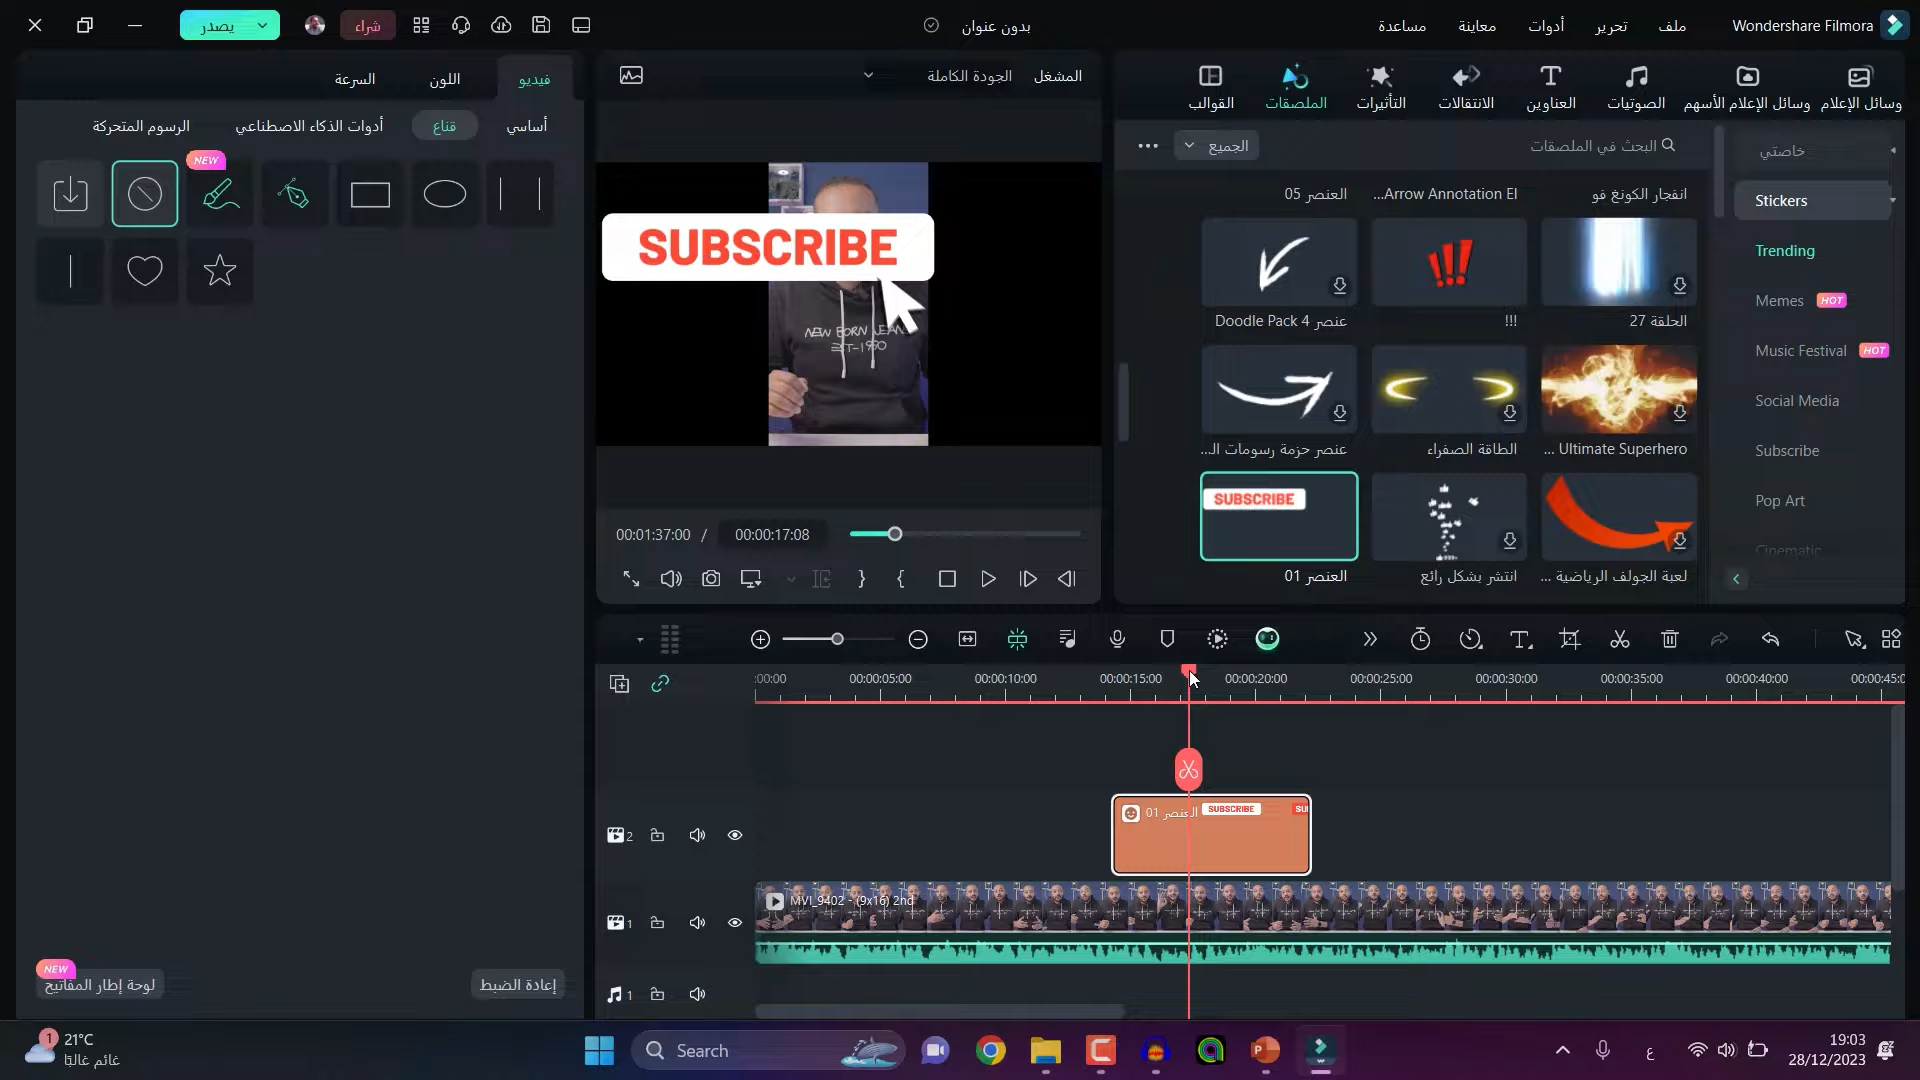 Wondershare Filmora
ملف
تحرير
أدوات
معاينة
مساعدة
بدون عنوان
شراء
يصدر
وسائل الإعلام
وسائل الإعلام الأسهم
الصوتيات
العناوين
الانتقالات
التأثيرات
الملصقات
القوالب
المشغل
الجودة الكاملة
فيديو
اللون
السرعة
أساسي
قناع
أدوات الذكاء الاصطناعي
الرسوم المتحركة
NEW
خاصتي
البحث في الملصقات
الجميع
Stickers
Trending
Memes HOT
Music Festival HOT
Social Media
Subscribe
Pop Art
Cinematic
انفجار الكونغ فو
Arrow Annotation El...
العنصر 05
الحلقة 27
!!!
عنصر Doodle Pack 4
Ultimate Superhero ...
الطاقة الصفراء
عنصر حزمة رسومات الـ...
SUBSCRIBE
لعبة الجولف الرياضية ...
انتشر بشكل رائع
العنصر 01
SUBSCRIBE
NEW BORN JEANS
EST-1990
00:01:37:00 / 00:00:17:08
:00:00
00:00:05:00
00:00:10:00
00:00:15:00
00:00:20:00
00:00:25:00
00:00:30:00
00:00:35:00
00:00:40:00
00:00:45:0
العنصر 01
SUBSCRIBE
SU
2
MVI_9402 - (9x16) 2nd
1
1
NEW
لوحة إطار المفاتيح
إعادة الضبط
1
21°C
غائم غالبًا
Search
ع
19:03
28/12/2023